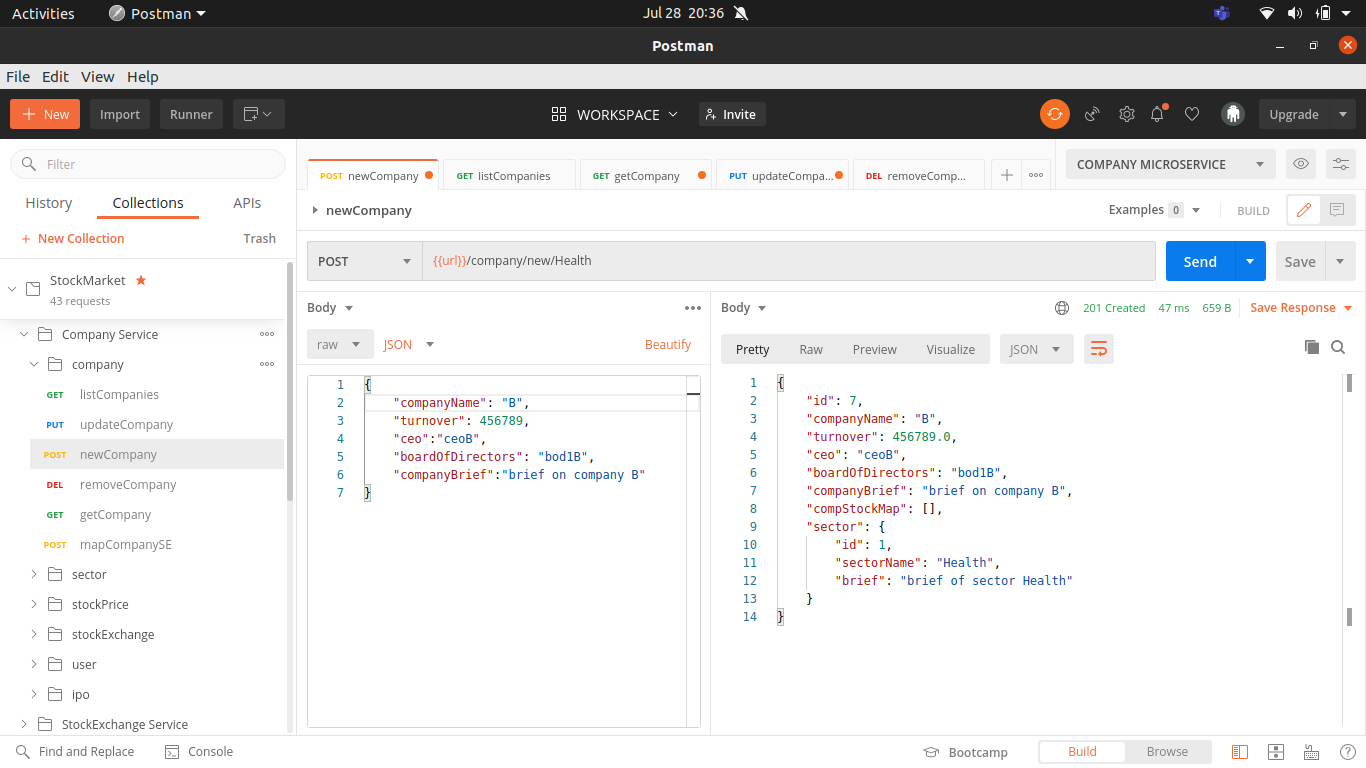 Activities Postman Jul 28 20:36
Postman
File Edit View Help
+ New Import Runner WORKSPACE Invite Upgrade
Filter
History Collections APIs
+ New Collection Trash
StockMarket
43 requests
Company Service
company
GET listCompanies
PUT updateCompany
POST newCompany
DEL removeCompany
GET getCompany
POST mapCompanySE
sector
stockPrice
stockExchange
user
ipo
StockExchange Service
POST newCompany GET listCompanies GET getCompany PUT updateCompa... DEL removeComp... COMPANY MICROSERVICE
newCompany Examples 0 BUILD
POST {{url}}/company/new/Health Send Save
Body
raw JSON Beautify
1 {
2 "companyName": "B",
3 "turnover": 456789,
4 "ceo":"ceoB",
5 "boardOfDirectors": "bod1B",
6 "companyBrief":"brief on company B"
7 }
Body 201 Created 47 ms 659 B Save Response
Pretty Raw Preview Visualize JSON
1 {
2 "id": 7,
3 "companyName": "B",
4 "turnover": 456789.0,
5 "ceo": "ceoB",
6 "boardOfDirectors": "bod1B",
7 "companyBrief": "brief on company B",
8 "compStockMap": [],
9 "sector": {
10 "id": 1,
11 "sectorName": "Health",
12 "brief": "brief of sector Health"
13 }
14 }
Find and Replace Console Bootcamp Build Browse